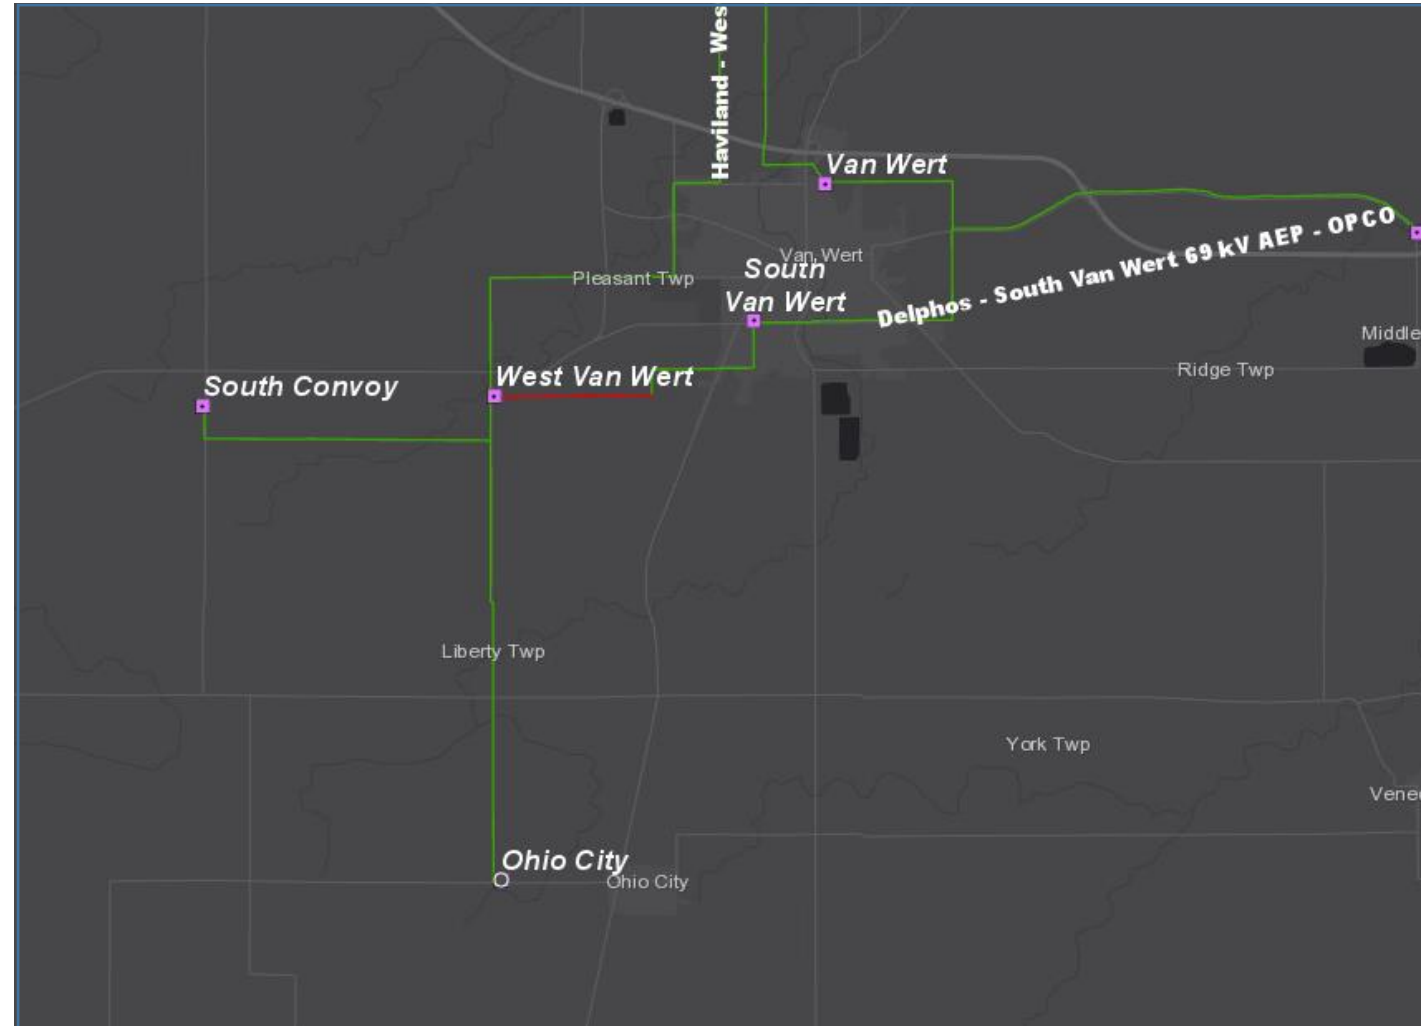 Haviland - Wes
Van Wert
Delphos - South Van Wert 69 kV AEP - OPCO
Van Wert
South
Van Wert
Pleasant Twp
Middle
Ridge Twp
West Van Wert
South Convoy
Liberty Twp
York Twp
Vene
Ohio City
Ohio City